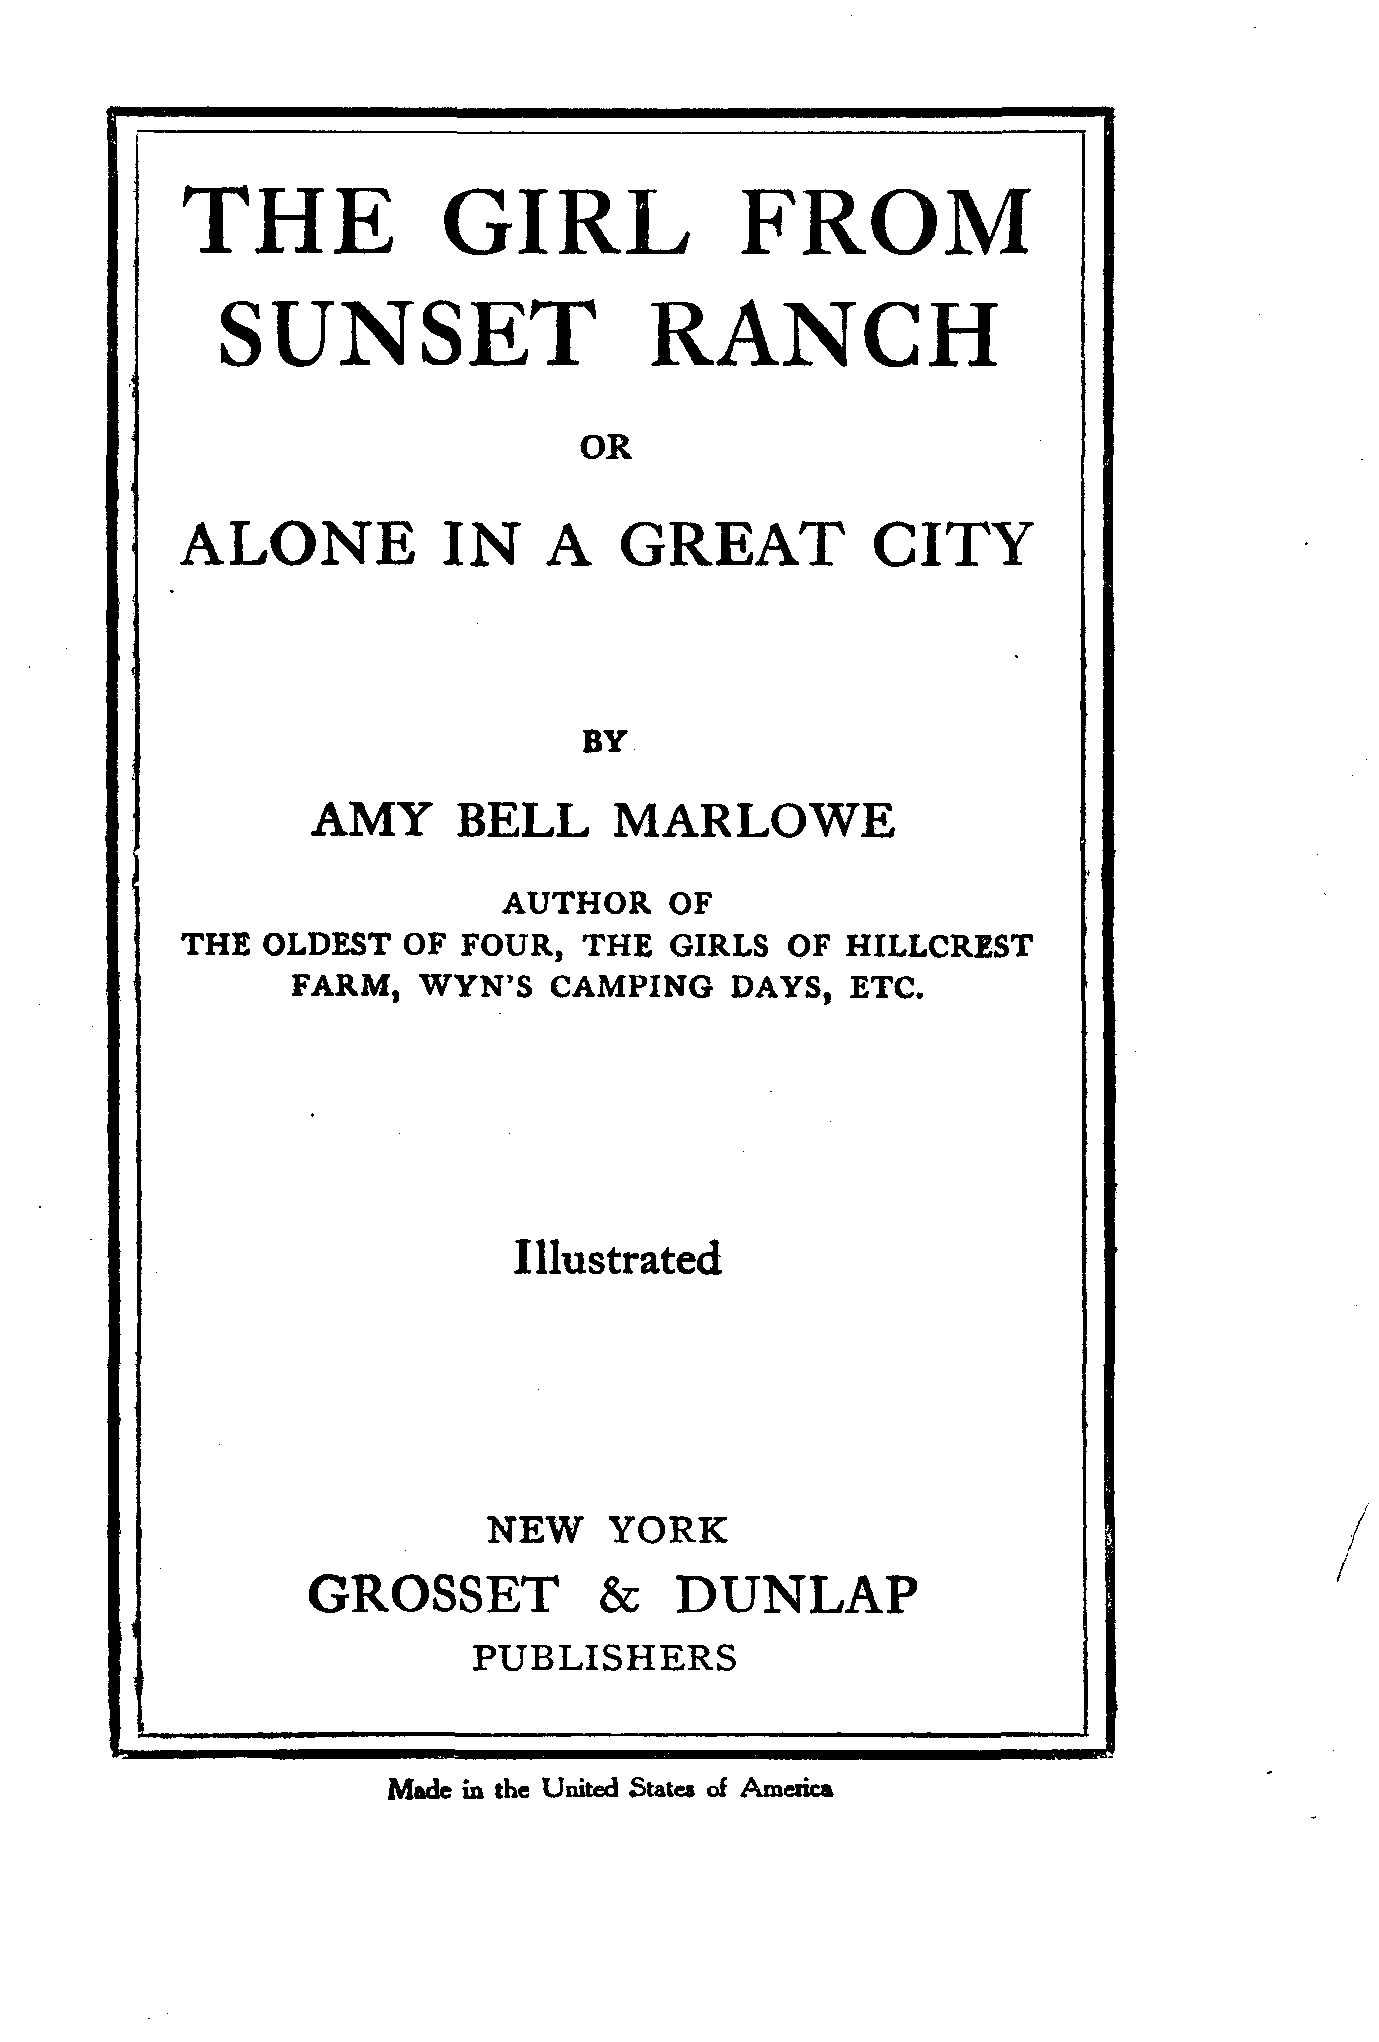 THE GIRL FROM
SUNSET RANCH
OR
ALONE IN A GREAT CITY
BY
AMY BELL MARLOWE
AUTHOR OF
THE OLDEST OF FOUR, THE GIRLS OF HILLCREST
FARM, WYN'S CAMPING DAYS, ETC.
Illustrated
NEW YORK
GROSSET & DUNLAP
PUBLISHERS
Made in the United States of America